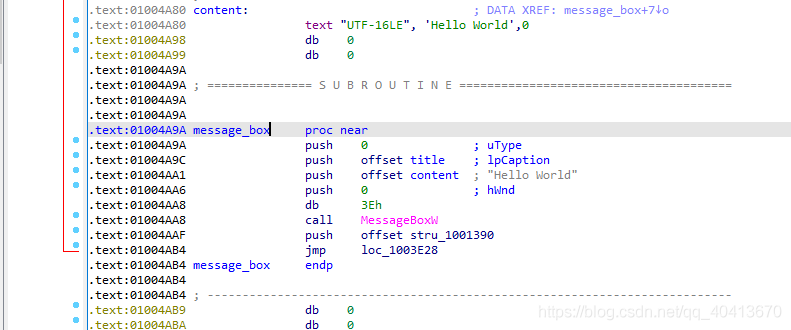 .text:01004A80 content: ; DATA XREF: message_box+7↓o
.text:01004A80 text "UTF-16LE", 'Hello World',0
.text:01004A98 db 0
.text:01004A99 db 0
.text:01004A9A
.text:01004A9A ; =============== S U B R O U T I N E =======================================
.text:01004A9A
.text:01004A9A
.text:01004A9A message_box proc near
.text:01004A9A push 0 ; uType
.text:01004A9C push offset title ; lpCaption
.text:01004AA1 push offset content ; "Hello World"
.text:01004AA6 push 0 ; hWnd
.text:01004AA8 db 3Eh
.text:01004AA8 call MessageBoxW
.text:01004AAF push offset stru_1001390
.text:01004AB4 jmp loc_1003E28
.text:01004AB4 message_box endp
.text:01004AB4
.text:01004AB4 ; ---------------------------------------------------------------------------
.text:01004AB9 db 0
.text:01004ABA db 0
https://blog.csdn.net/qq_40413670